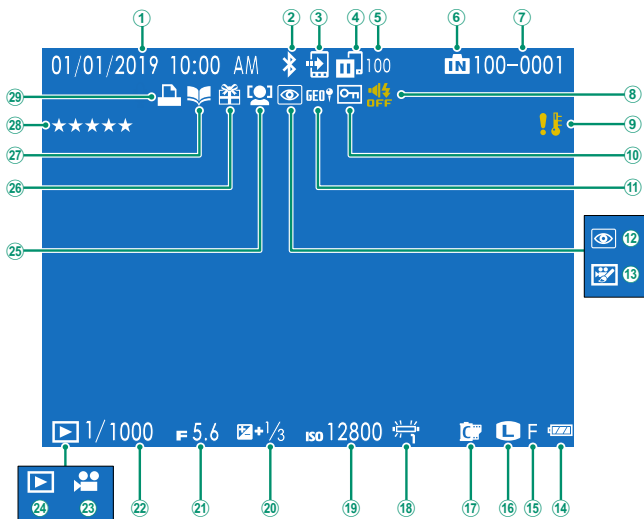 1 2 3 4 5 6 7
01/01/2019 10:00 AM 100 IN 100-0001
29 GEO OFF 8
28 ★★★★★ 9
27 26 11 10
25 12
13
1/1000 F 5.6 +1/3 ISO 12800 C L F
24 23 22 21 20 19 18 17 16 15 14